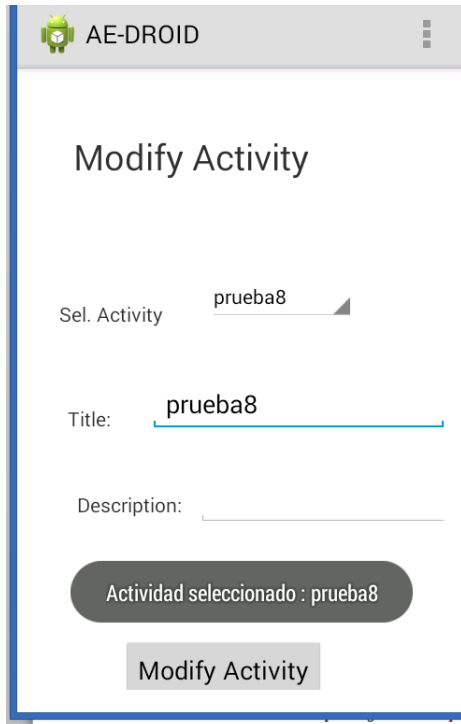 AE-DROID
Modify Activity
Sel. Activity prueba8
Title: prueba8
Description:
Actividad seleccionado : prueba8
Modify Activity